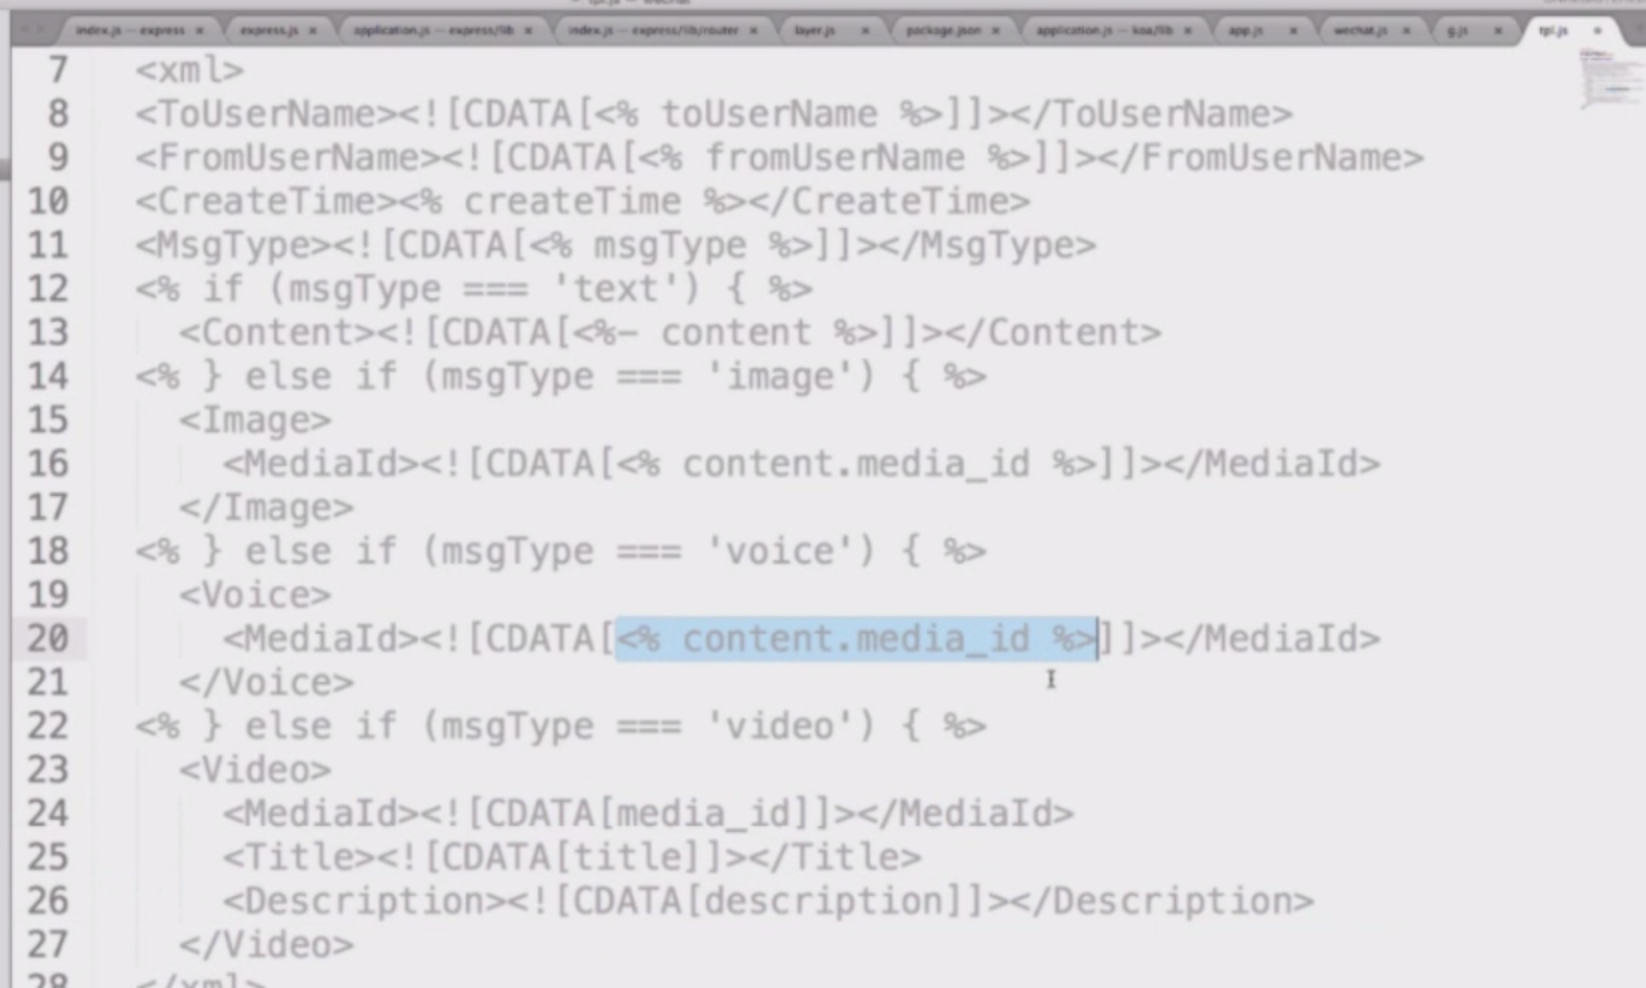 index.js — express × express.js × application.js — express/lib × index.js — express/lib/router × layer.js × package.json × application.js — koa/lib × app.js × wechat.js × g.js × tpl.js
7 <xml>
8 <ToUserName><![CDATA[<% toUserName %>]]></ToUserName>
9 <FromUserName><![CDATA[<% fromUserName %>]]></FromUserName>
10 <CreateTime><% createTime %></CreateTime>
11 <MsgType><![CDATA[<% msgType %>]]></MsgType>
12 <% if (msgType === 'text') { %>
13 <Content><![CDATA[<%- content %>]]></Content>
14 <% } else if (msgType === 'image') { %>
15 <Image>
16 <MediaId><![CDATA[<% content.media_id %>]]></MediaId>
17 </Image>
18 <% } else if (msgType === 'voice') { %>
19 <Voice>
20 <MediaId><![CDATA[<% content.media_id %>]]></MediaId>
21 </Voice>
22 <% } else if (msgType === 'video') { %>
23 <Video>
24 <MediaId><![CDATA[media_id]]></MediaId>
25 <Title><![CDATA[title]]></Title>
26 <Description><![CDATA[description]]></Description>
27 </Video>
28 </xml>